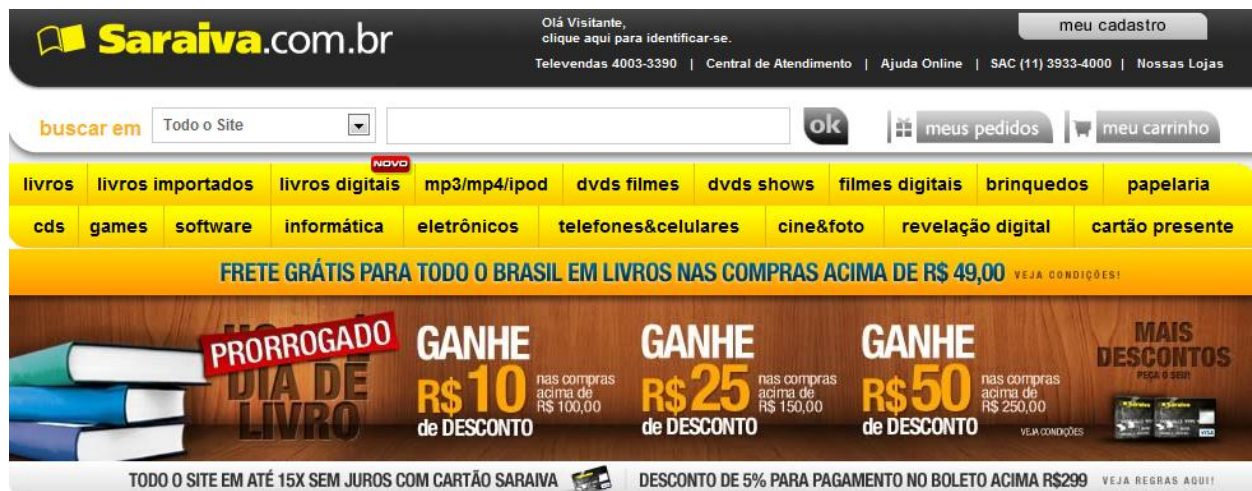 Saraiva.com.br
Olá Visitante,
clique aqui para identificar-se.
meu cadastro
Televendas 4003-3390 | Central de Atendimento | Ajuda Online | SAC (11) 3933-4000 | Nossas Lojas
buscar em Todo o Site ok meus pedidos meu carrinho
NOVO
livros livros importados livros digitais mp3/mp4/ipod dvds filmes dvds shows filmes digitais brinquedos papelaria
cds games software informática eletrônicos telefones&celulares cine&foto revelação digital cartão presente
FRETE GRÁTIS PARA TODO O BRASIL EM LIVROS NAS COMPRAS ACIMA DE R$ 49,00 VEJA CONDIÇÕES!
PRORROGADO
DIA DE
LIVRO
GANHE
R$10 nas compras
acima de
R$ 100,00
de DESCONTO
GANHE
R$25 nas compras
acima de
R$ 150,00
de DESCONTO
GANHE
R$50 nas compras
acima de
R$ 250,00
de DESCONTO
VEJA CONDIÇÕES
MAIS
DESCONTOS
PEÇA O SEU!
Saraiva Saraiva
VISA
TODO O SITE EM ATÉ 15X SEM JUROS COM CARTÃO SARAIVA DESCONTO DE 5% PARA PAGAMENTO NO BOLETO ACIMA R$299 VEJA REGRAS AQUI!